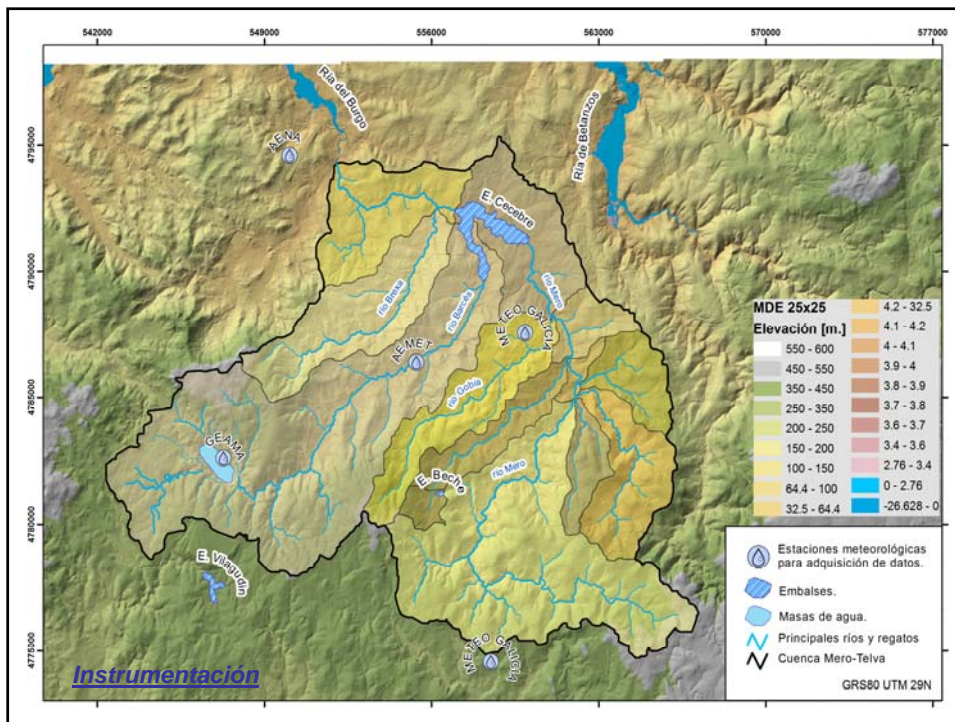 542000 549000 556000 563000 570000 577000
4795000
4790000
4785000
4780000
4775000
Ría del Burgo
Ría de Betanzos
AENA
E. Cecebre
río Brexa
río Barcéa
río Mero
METEO GALICIA
AEMET
río Gobia
GEAMA
E. Beche
río Mero
E. Vilagudín
METEO GALICIA
Instrumentación
MDE 25x25
Elevación [m.]
550 - 600
450 - 550
350 - 450
250 - 350
200 - 250
150 - 200
100 - 150
64.4 - 100
32.5 - 64.4
4.2 - 32.5
4.1 - 4.2
4 - 4.1
3.9 - 4
3.8 - 3.9
3.7 - 3.8
3.6 - 3.7
3.4 - 3.6
2.76 - 3.4
0 - 2.76
-26.628 - 0
Estaciones meteorológicas
para adquisición de datos.
Embalses.
Masas de agua.
Principales ríos y regatos
Cuenca Mero-Telva
GRS80 UTM 29N